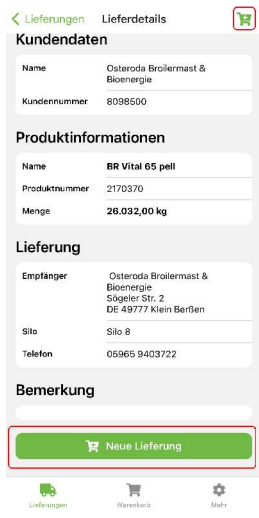 Lieferungen Lieferdetails
Kundendaten
Name Osteroda Broilermast &
Bioenergie
Kundennummer 8098500
Produktinformationen
Name BR Vital 65 pell
Produktnummer 2170370
Menge 26.032,00 kg
Lieferung
Empfänger Osteroda Broilermast &
Bioenergie
Sögeler Str. 2
DE 49777 Klein Berßen
Silo Silo 8
Telefon 05965 9403722
Bemerkung
Neue Lieferung
Lieferungen Warenkorb Mehr